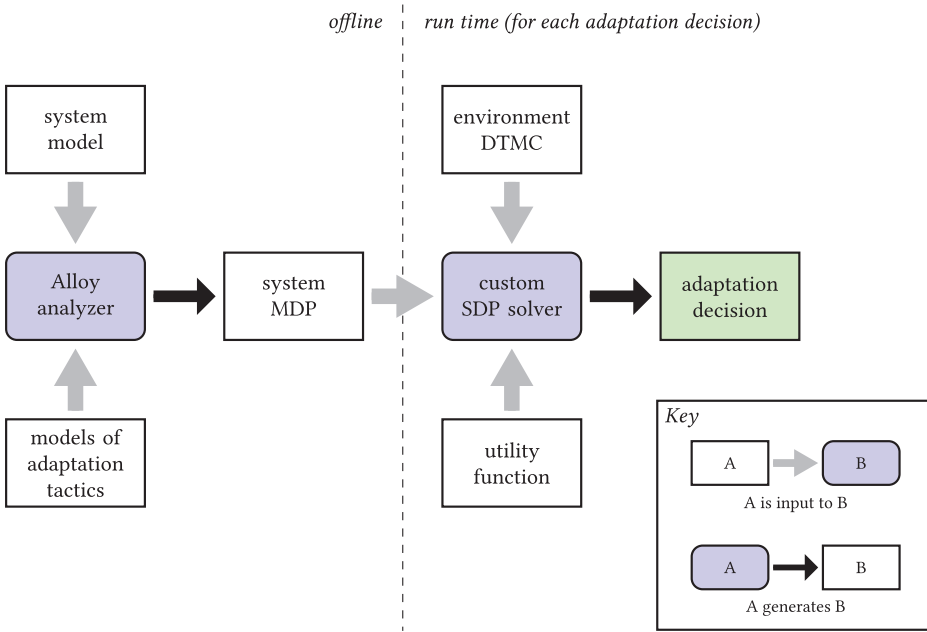 offline
run time (for each adaptation decision)
system
model
environment
DTMC
Alloy
analyzer
system
MDP
custom
SDP solver
adaptation
decision
models of
adaptation
tactics
utility
function
Key
A
B
A is input to B
A
B
A generates B